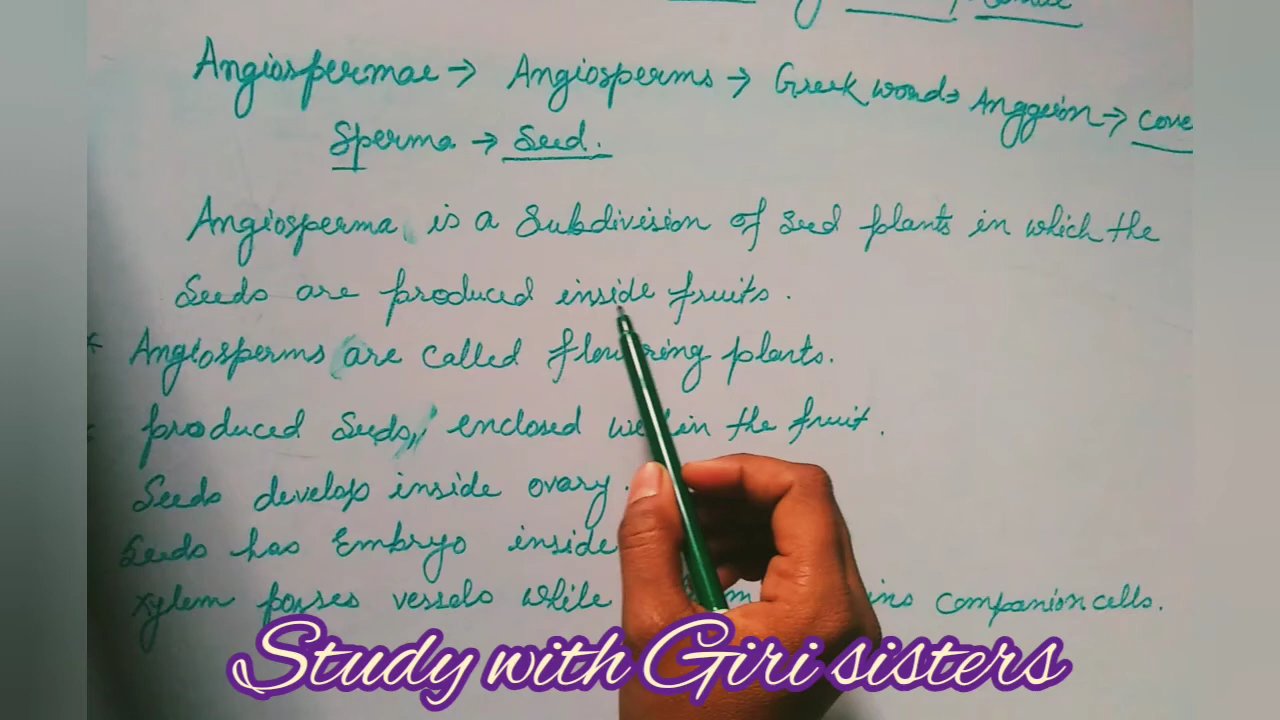 Angiospermae → Angiosperms → Greek word → Anggeion → cove
Sperma → Seed.
Angiosperma is a Subdivision of seed plants in which the
Seeds are produced inside fruits.
* Angiosperms are called flowering plants.
produced Seeds, enclosed within the fruit.
Seeds develop inside ovary.
Seeds has Embryo inside
Xylem posses vessels while companion cells.
Study with Giri sisters